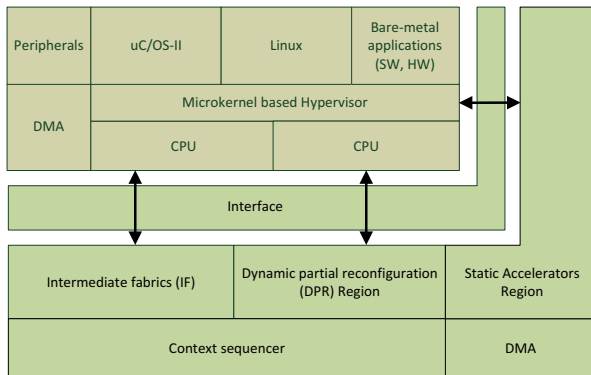 Peripherals
uC/OS-II
Linux
Bare-metal
applications
(SW, HW)
DMA
Microkernel based Hypervisor
CPU
CPU
Interface
Intermediate fabrics (IF)
Dynamic partial reconfiguration
(DPR) Region
Static Accelerators
Region
Context sequencer
DMA